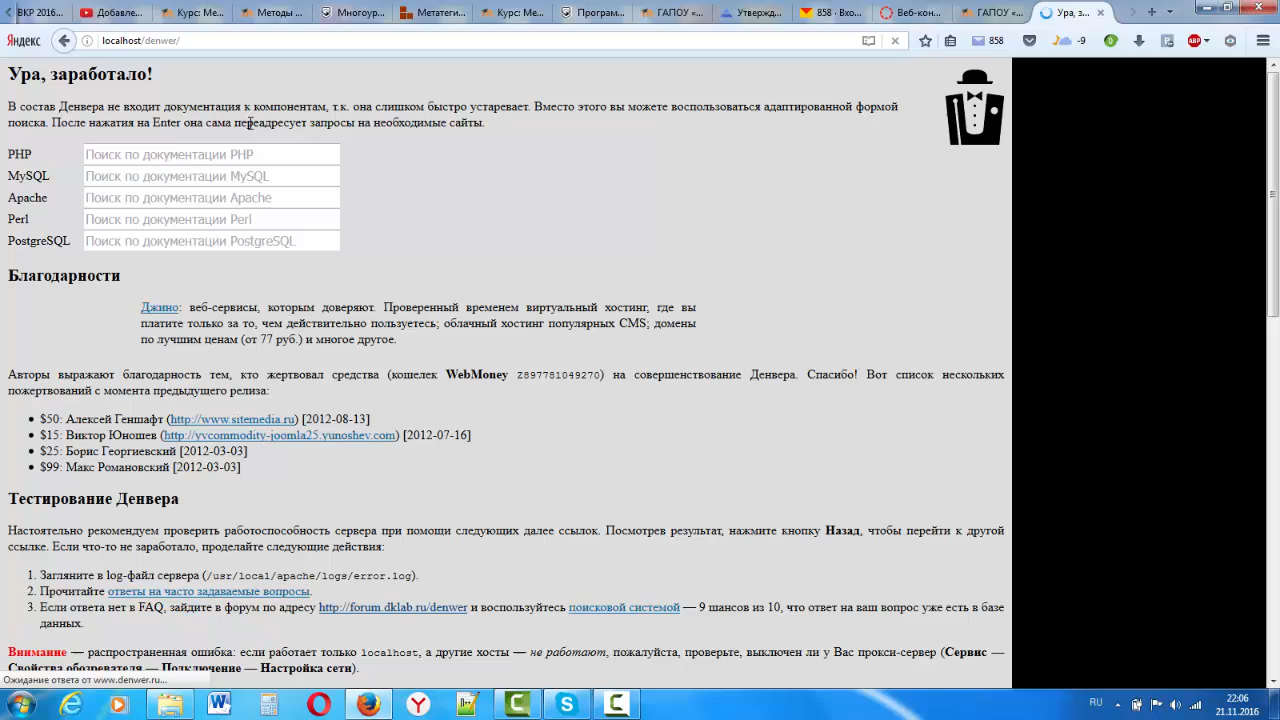 ВКР 2016...
Добавле...
Курс: Ме...
Методы ...
Многоур...
Метатеги...
Курс: Ме...
Програм...
ГАПОУ «...
Утвержд...
858 · Вхо...
Веб-кон...
ГАПОУ «...
Ура, з...
Яндекс
localhost/denwer/
858
-9
0
ABP
Ура, заработало!
В состав Денвера не входит документация к компонентам, т.к. она слишком быстро устаревает. Вместо этого вы можете воспользоваться адаптированной формой
поиска. После нажатия на Enter она сама переадресует запросы на необходимые сайты.
PHP Поиск по документации PHP
MySQL Поиск по документации MySQL
Apache Поиск по документации Apache
Perl Поиск по документации Perl
PostgreSQL Поиск по документации PostgreSQL
Благодарности
Джино: веб-сервисы, которым доверяют. Проверенный временем виртуальный хостинг, где вы
платите только за то, чем действительно пользуетесь; облачный хостинг популярных CMS; домены
по лучшим ценам (от 77 руб.) и многое другое.
Авторы выражают благодарность тем, кто жертвовал средства (кошелек WebMoney Z897781049270) на совершенствование Денвера. Спасибо! Вот список нескольких
пожертвований с момента предыдущего релиза:
• $50: Алексей Геншафт (http://www.sitemedia.ru) [2012-08-13]
• $15: Виктор Юношев (http://yvcommodity-joomla25.yunoshev.com) [2012-07-16]
• $25: Борис Георгиевский [2012-03-03]
• $99: Макс Романовский [2012-03-03]
Тестирование Денвера
Настоятельно рекомендуем проверить работоспособность сервера при помощи следующих далее ссылок. Посмотрев результат, нажмите кнопку Назад, чтобы перейти к другой
ссылке. Если что-то не заработало, проделайте следующие действия:
1. Загляните в log-файл сервера (/usr/local/apache/logs/error.log).
2. Прочитайте ответы на часто задаваемые вопросы.
3. Если ответа нет в FAQ, зайдите в форум по адресу http://forum.dklab.ru/denwer и воспользуйтесь поисковой системой — 9 шансов из 10, что ответ на ваш вопрос уже есть в базе
данных.
Внимание — распространенная ошибка: если работает только localhost, а другие хосты — не работают, пожалуйста, проверьте, выключен ли у Вас прокси-сервер (Сервис —
Свойства обозревателя — Подключение — Настройка сети).
Ожидание ответа от www.denwer.ru...
RU
22:06
21.11.2016